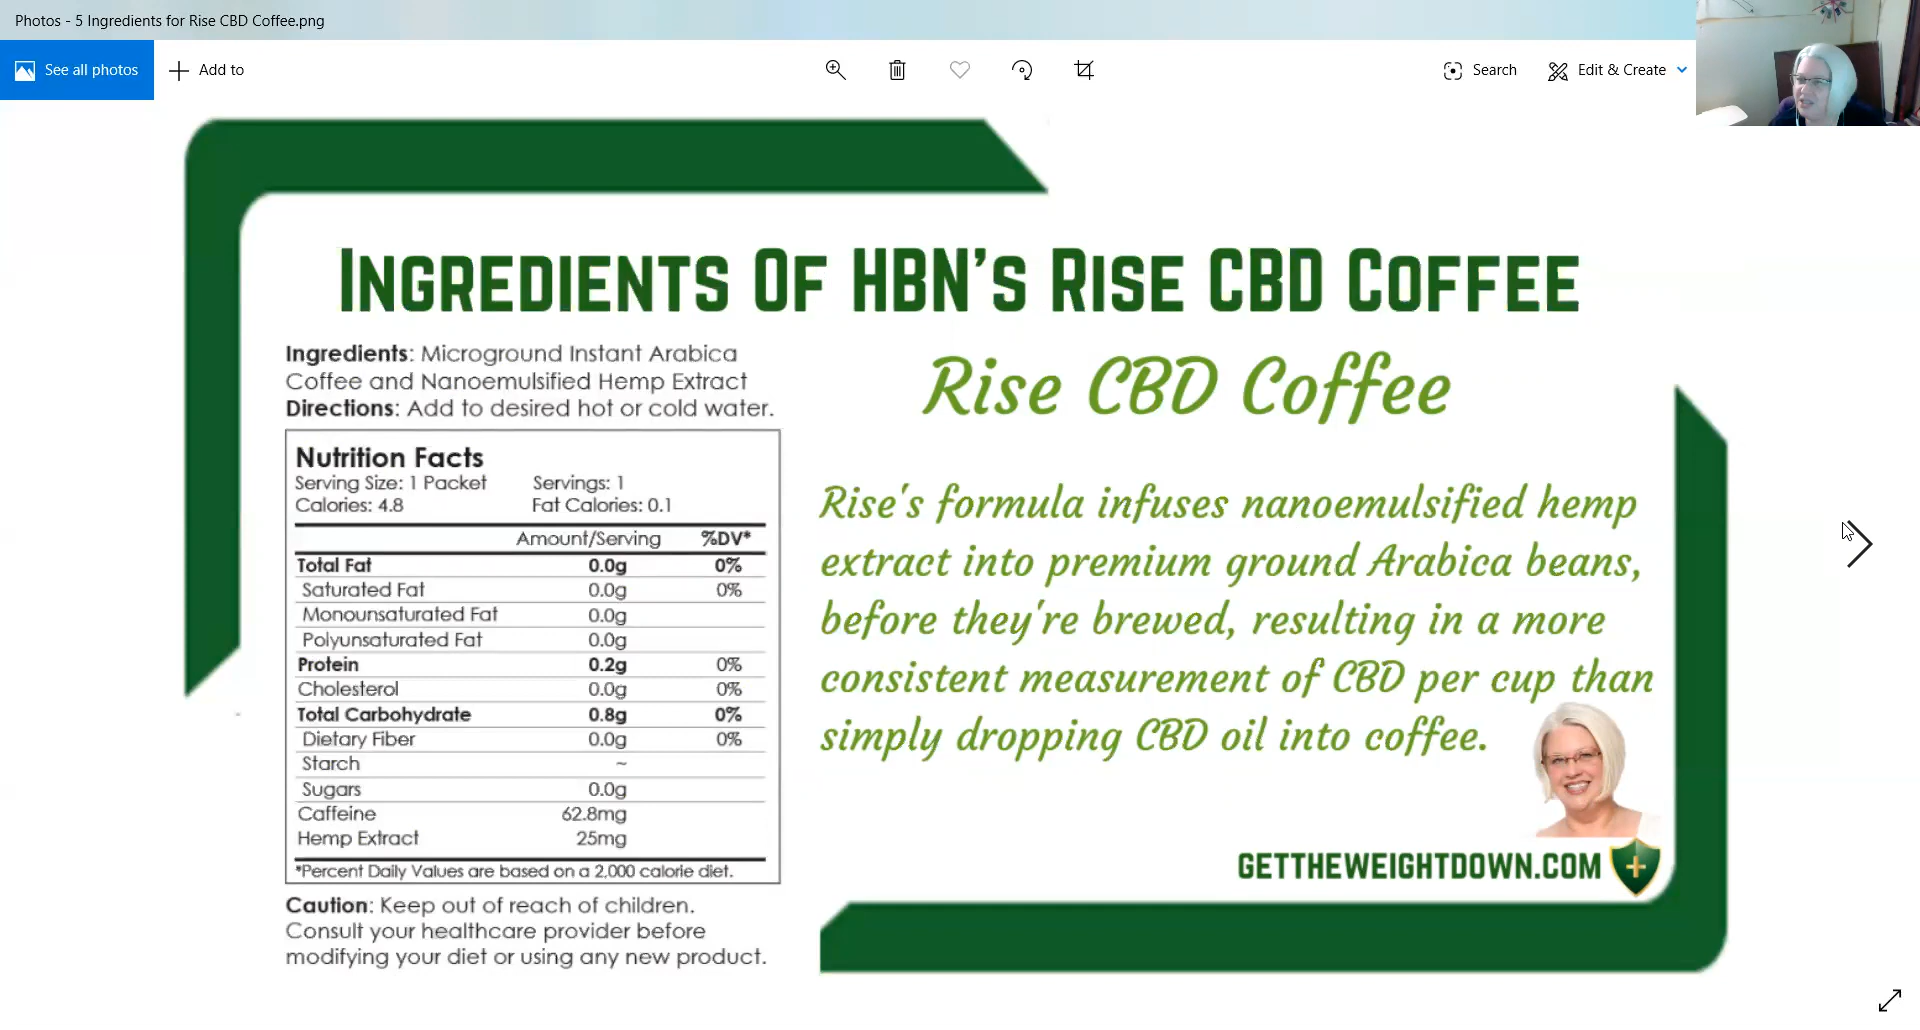 Photos - 5 Ingredients for Rise CBD Coffee.png
See all photos
Add to
Search
Edit & Create
INGREDIENTS OF HBN'S RISE CBD COFFEE
Ingredients: Microground Instant Arabica
Coffee and Nanoemulsified Hemp Extract
Directions: Add to desired hot or cold water.
Nutrition Facts
Serving Size: 1 Packet Servings: 1
Calories: 4.8 Fat Calories: 0.1
Amount/Serving %DV*
Total Fat 0.0g 0%
Saturated Fat 0.0g 0%
Monounsaturated Fat 0.0g
Polyunsaturated Fat 0.0g
Protein 0.2g 0%
Cholesterol 0.0g 0%
Total Carbohydrate 0.8g 0%
Dietary Fiber 0.0g 0%
Starch ~
Sugars 0.0g
Caffeine 62.8mg
Hemp Extract 25mg
*Percent Daily Values are based on a 2,000 calorie diet.
Caution: Keep out of reach of children.
Consult your healthcare provider before
modifying your diet or using any new product.
Rise CBD Coffee
Rise's formula infuses nanoemulsified hemp
extract into premium ground Arabica beans,
before they're brewed, resulting in a more
consistent measurement of CBD per cup than
simply dropping CBD oil into coffee.
GETTHEWEIGHTDOWN.COM